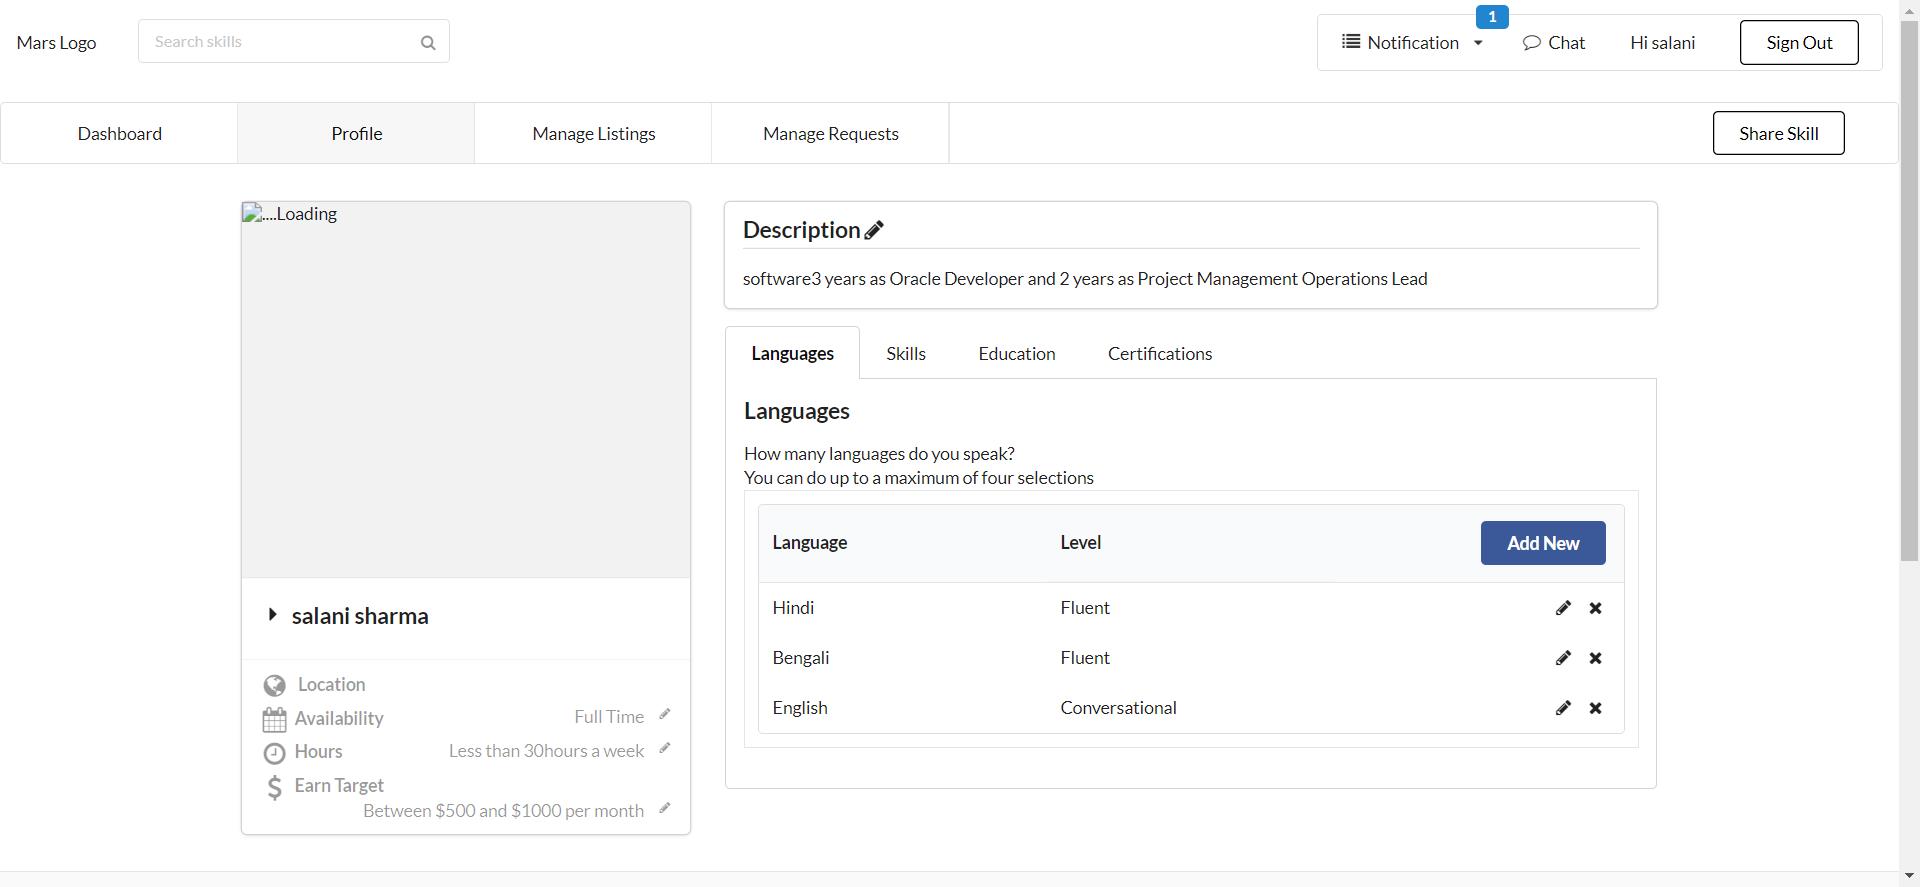 Mars Logo
Search skills
1
Notification
Chat
Hi salani
Sign Out
Dashboard
Profile
Manage Listings
Manage Requests
Share Skill
....Loading
salani sharma
Location
Availability
Full Time
Hours
Less than 30hours a week
Earn Target
Between $500 and $1000 per month
Description
software3 years as Oracle Developer and 2 years as Project Management Operations Lead
Languages
Skills
Education
Certifications
Languages
How many languages do you speak?
You can do up to a maximum of four selections
Language
Level
Add New
Hindi
Fluent
Bengali
Fluent
English
Conversational